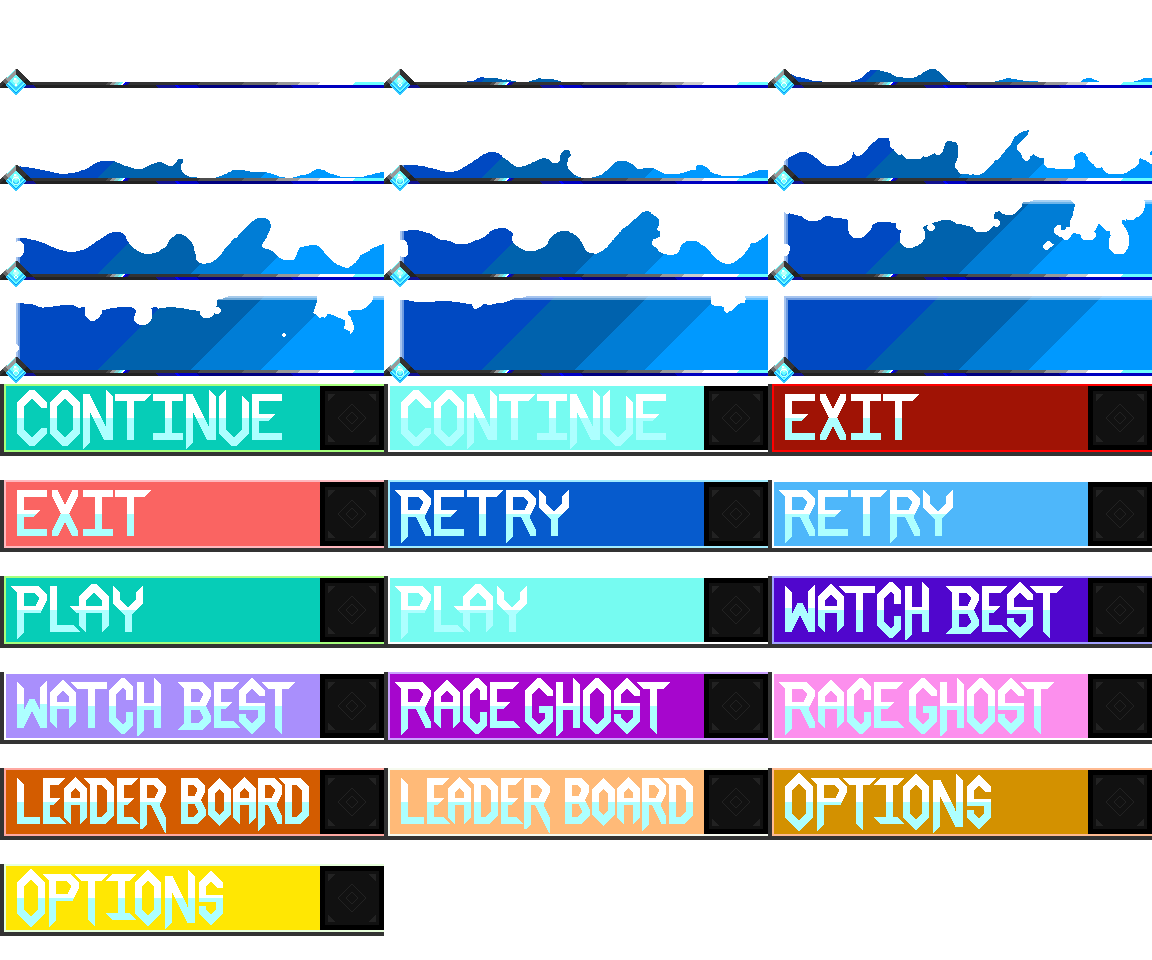 CONTINUE
CONTINUE
EXIT
EXIT
RETRY
RETRY
PLAY
PLAY
WATCH BEST
WATCH BEST
RACE GHOST
RACE GHOST
LEADER BOARD
LEADER BOARD
OPTIONS
OPTIONS